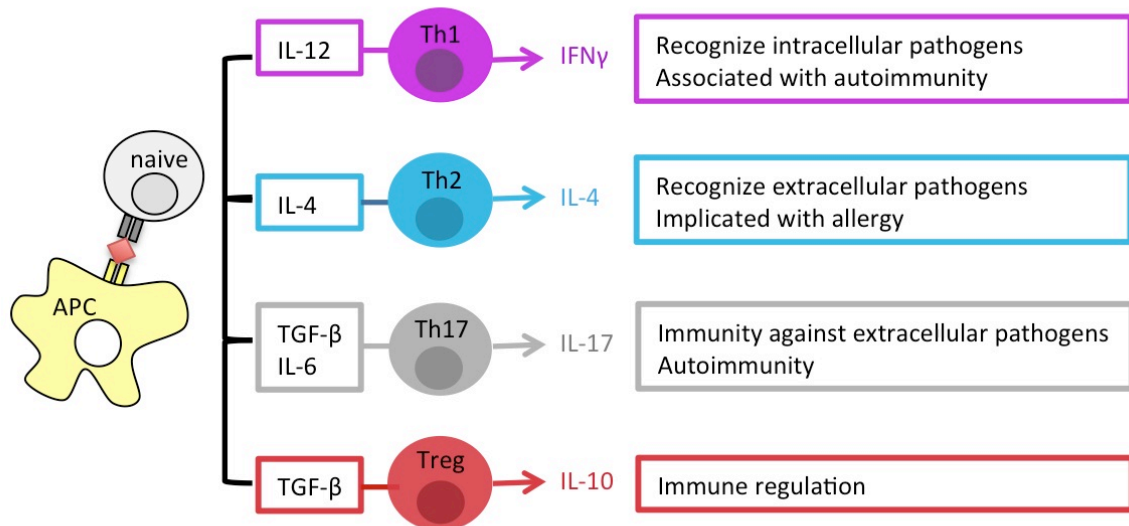 naive
APC
IL-12
Th1
IFNγ
Recognize intracellular pathogens
Associated with autoimmunity
IL-4
Th2
IL-4
Recognize extracellular pathogens
Implicated with allergy
TGF-β
IL-6
Th17
IL-17
Immunity against extracellular pathogens
Autoimmunity
TGF-β
Treg
IL-10
Immune regulation